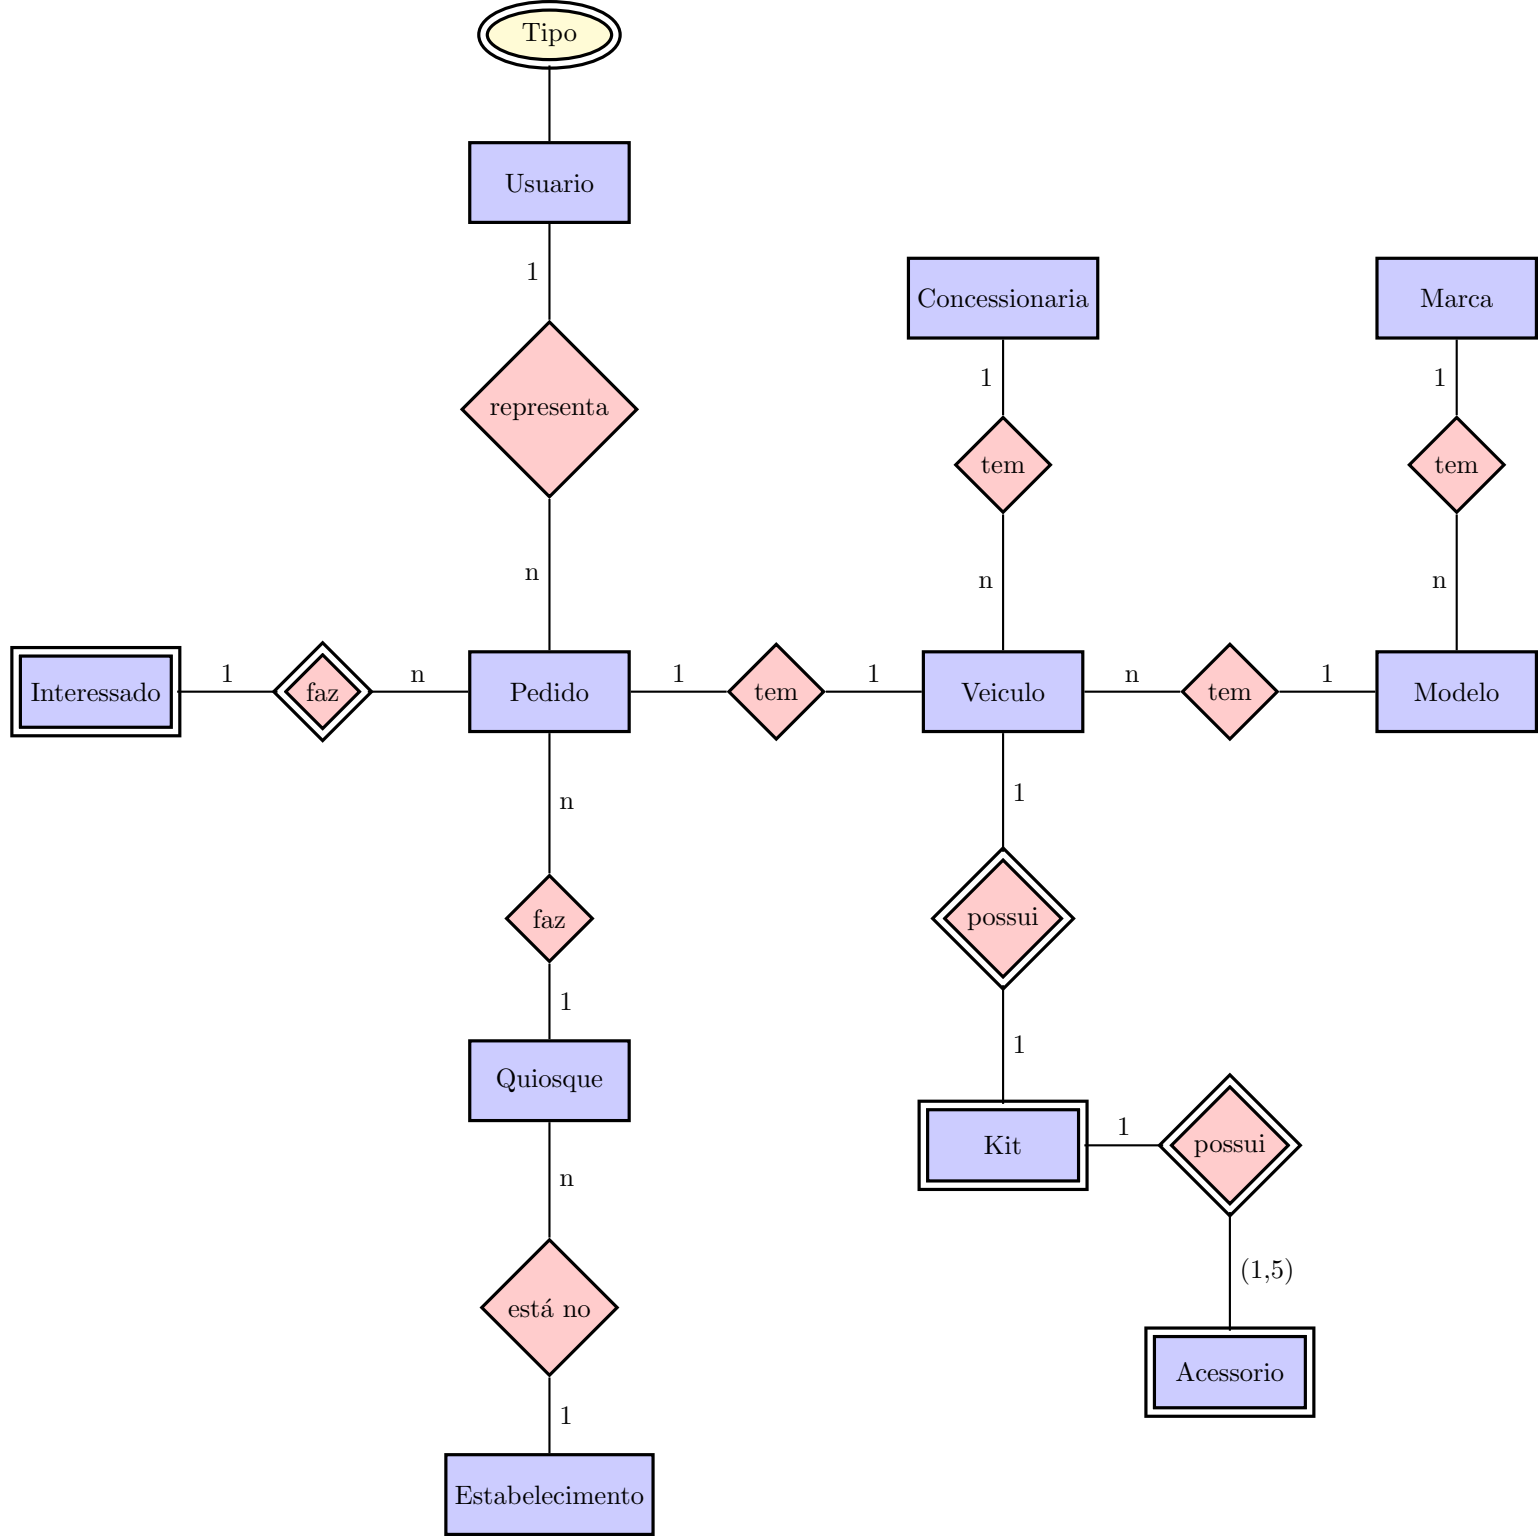 Tipo
Usuario
1
Concessionaria
Marca
1
1
representa
tem
tem
n
n
n
Interessado
1
faz
n
Pedido
1
tem
1
Veiculo
n
tem
1
Modelo
n
1
faz
possui
1
1
Quiosque
Kit
1
possui
n
(1,5)
está no
Acessorio
1
Estabelecimento